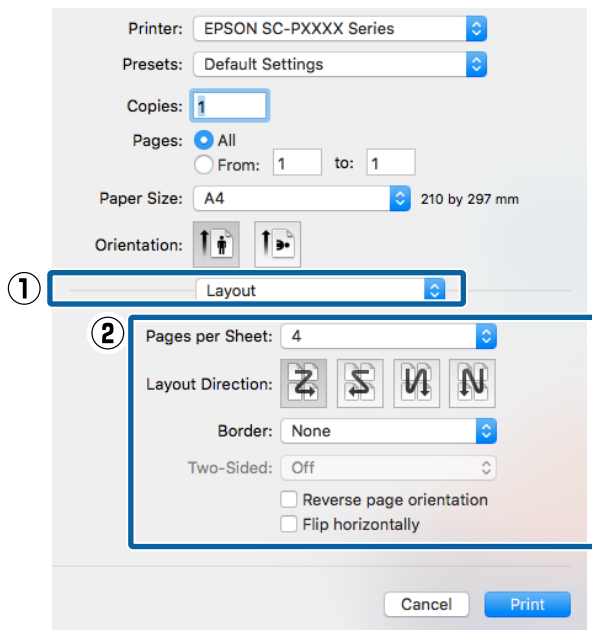 Printer: EPSON SC-PXXXX Series
Presets: Default Settings
Copies: 1
Pages: All
From: 1 to: 1
Paper Size: A4 210 by 297 mm
Orientation:
① Layout
② Pages per Sheet: 4
Layout Direction:
Border: None
Two-Sided: Off
Reverse page orientation
Flip horizontally
Cancel Print